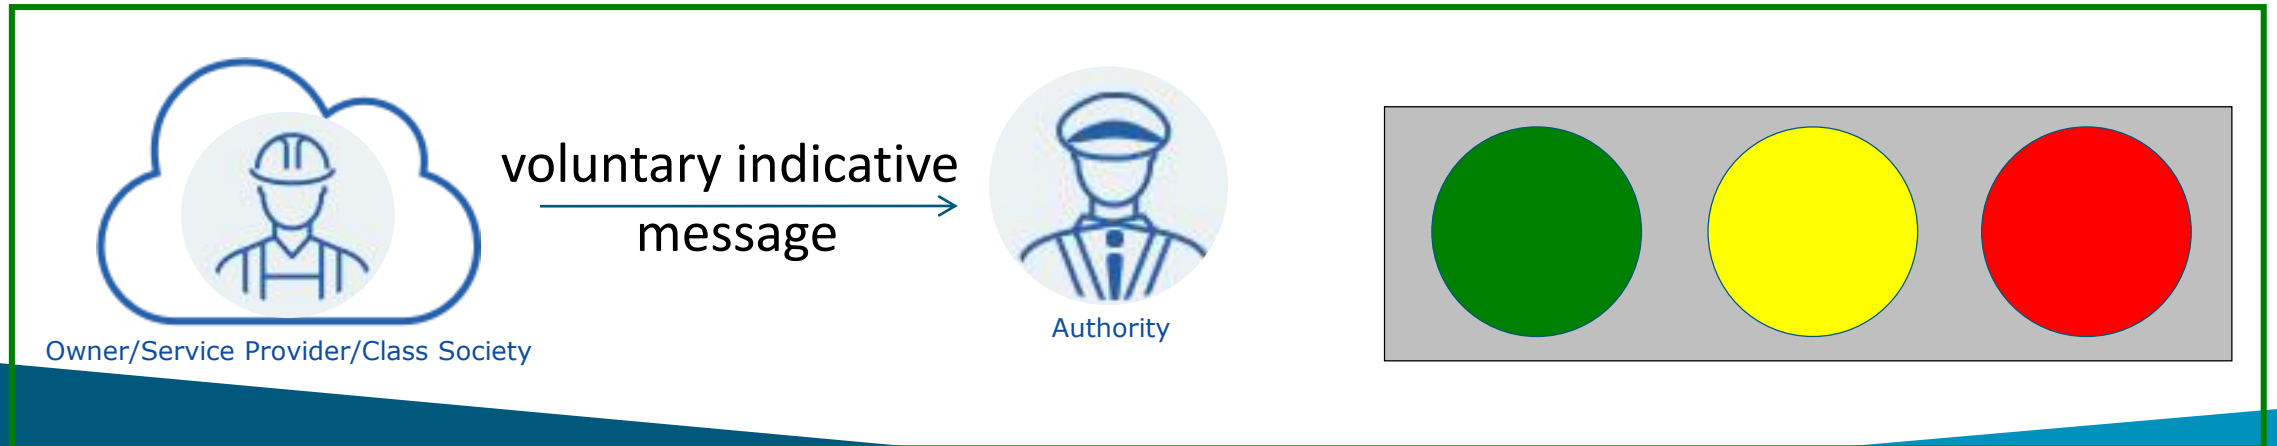 voluntary indicative
message
Owner/Service Provider/Class Society
Authority